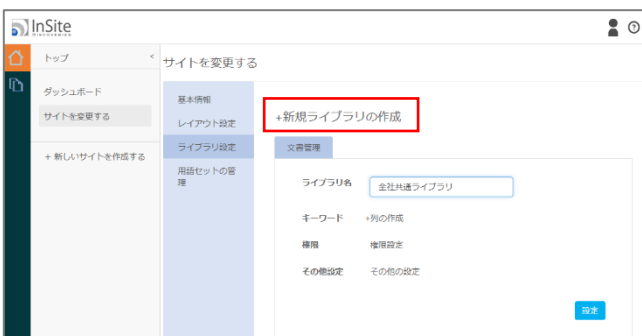 InSite
トップ
<
サイトを変更する
ダッシュボード
サイトを変更する
+ 新しいサイトを作成する
基本情報
レイアウト設定
ライブラリ設定
用語セットの管
理
+新規ライブラリの作成
文書管理
ライブラリ名 全社共通ライブラリ
キーワード +列の作成
権限 権限設定
その他設定 その他の設定
設定